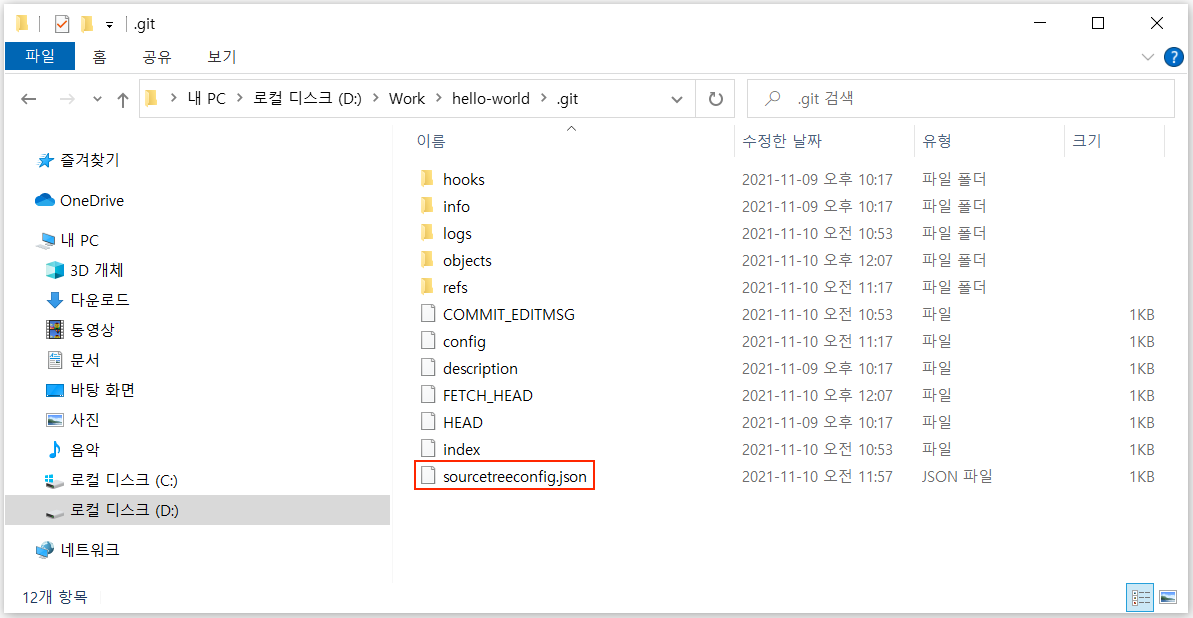 .git
파일 홈 공유 보기
내 PC 로컬 디스크 (D:) Work hello-world .git .git 검색
이름 수정한 날짜 유형 크기
즐겨찾기
OneDrive
내 PC
3D 개체
다운로드
동영상
문서
바탕 화면
사진
음악
로컬 디스크 (C:)
로컬 디스크 (D:)
네트워크
hooks 2021-11-09 오후 10:17 파일 폴더
info 2021-11-09 오후 10:17 파일 폴더
logs 2021-11-10 오전 10:53 파일 폴더
objects 2021-11-10 오후 12:07 파일 폴더
refs 2021-11-10 오전 11:17 파일 폴더
COMMIT_EDITMSG 2021-11-10 오전 10:53 파일 1KB
config 2021-11-10 오전 11:17 파일 1KB
description 2021-11-09 오후 10:17 파일 1KB
FETCH_HEAD 2021-11-10 오후 12:07 파일 1KB
HEAD 2021-11-09 오후 10:17 파일 1KB
index 2021-11-10 오전 10:53 파일 1KB
sourcetreeconfig.json 2021-11-10 오전 11:57 JSON 파일 1KB
12개 항목